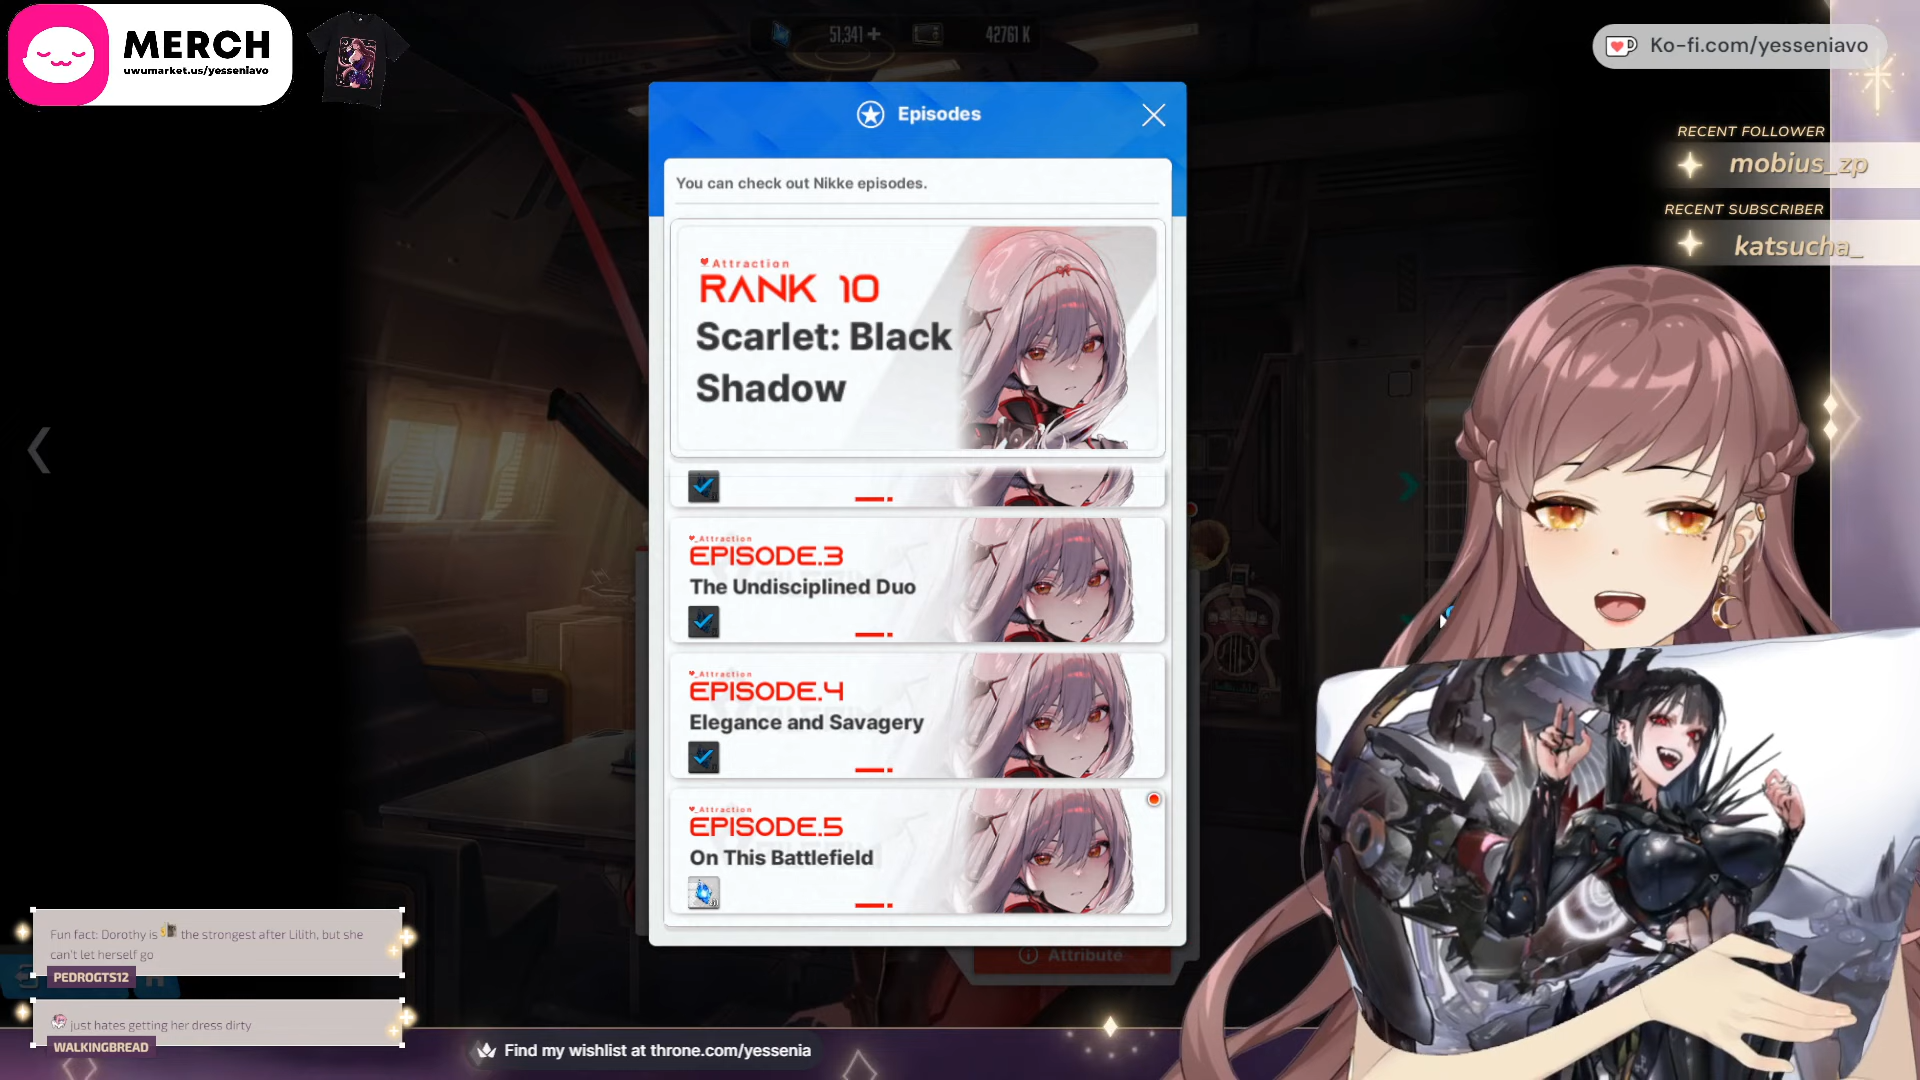 MERCH
uwumarket.us/yesseniavo
51,341 +
42761 K
Ko-fi.com/yesseniavo
RECENT FOLLOWER
mobius_zp
RECENT SUBSCRIBER
katsucha_
Episodes
You can check out Nikke episodes.
Attraction
RANK 10
Scarlet: Black
Shadow
Attraction
EPISODE.3
The Undisciplined Duo
Attraction
EPISODE.4
Elegance and Savagery
Attraction
EPISODE.5
On This Battlefield
Attribute
Fun fact: Dorothy is the strongest after Lilith, but she
can't let herself go
PEDROGTS12
just hates getting her dress dirty
WALKINGBREAD
Find my wishlist at throne.com/yessenia